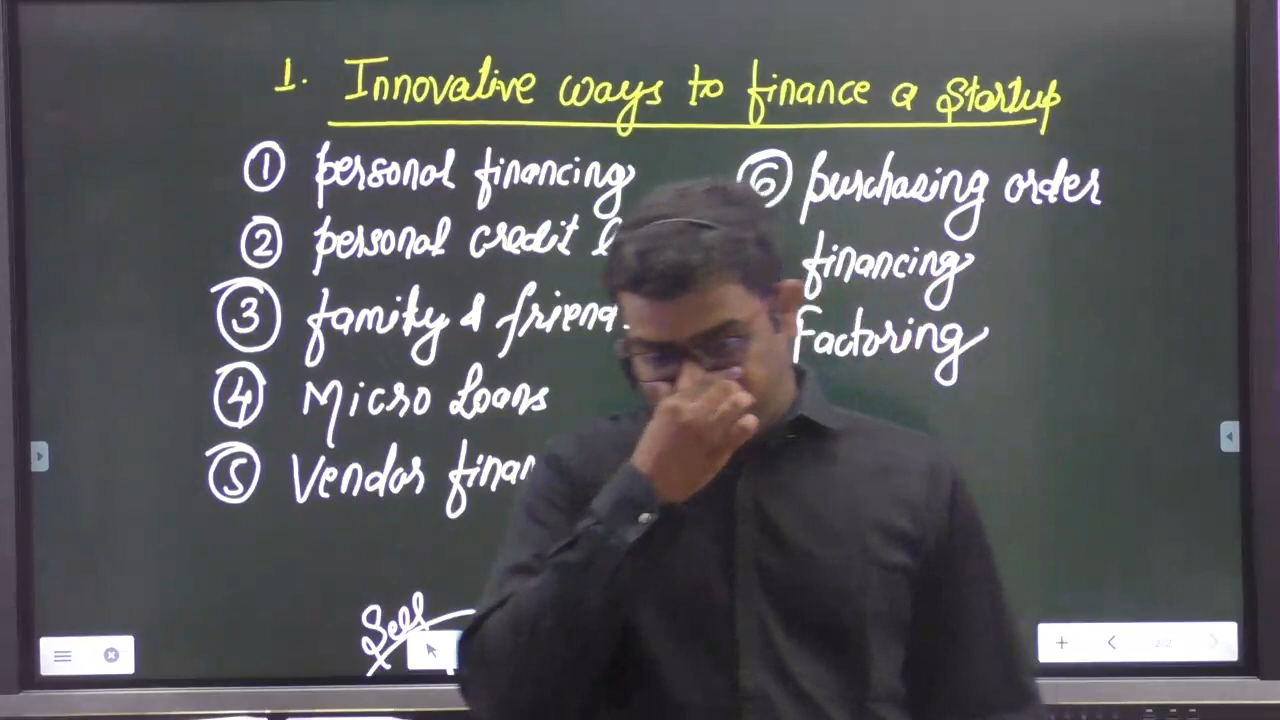 1. Innovative ways to finance a Startup
① personal financing
② personal credit
③ family & friend
④ Micro Loans
⑤ Vendor finan
⑥ purchasing order
financing
Factoring
Self